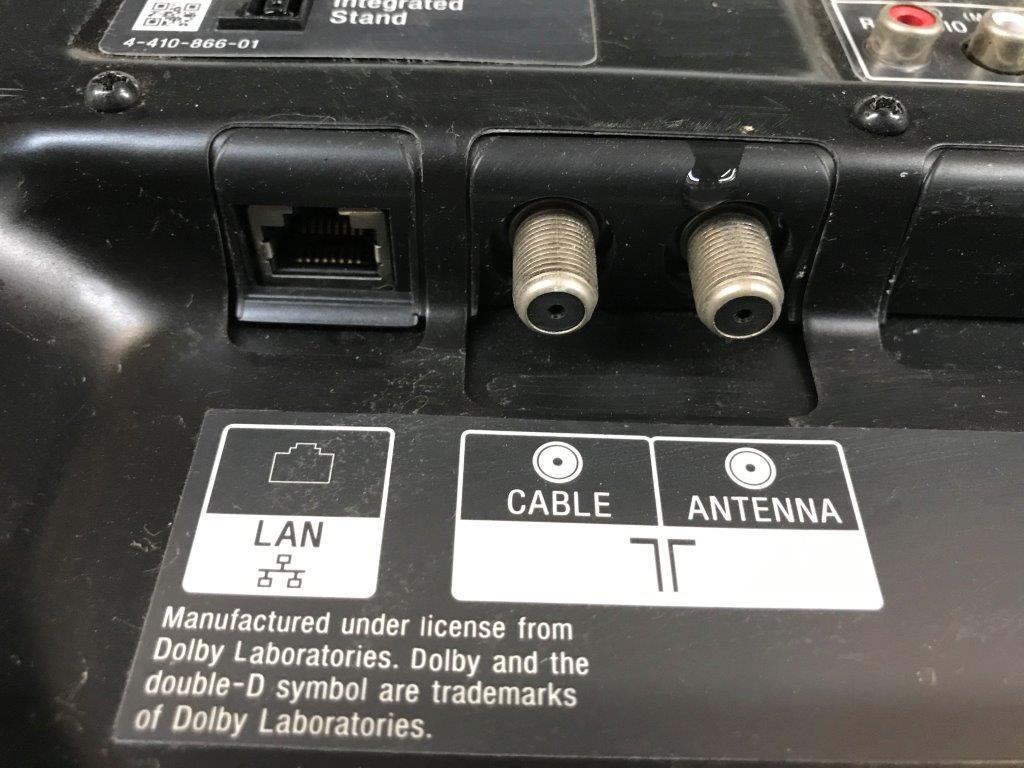 Integrated
Stand
4-410-866-01
LAN
CABLE
ANTENNA
Manufactured under license from
Dolby Laboratories. Dolby and the
double-D symbol are trademarks
of Dolby Laboratories.